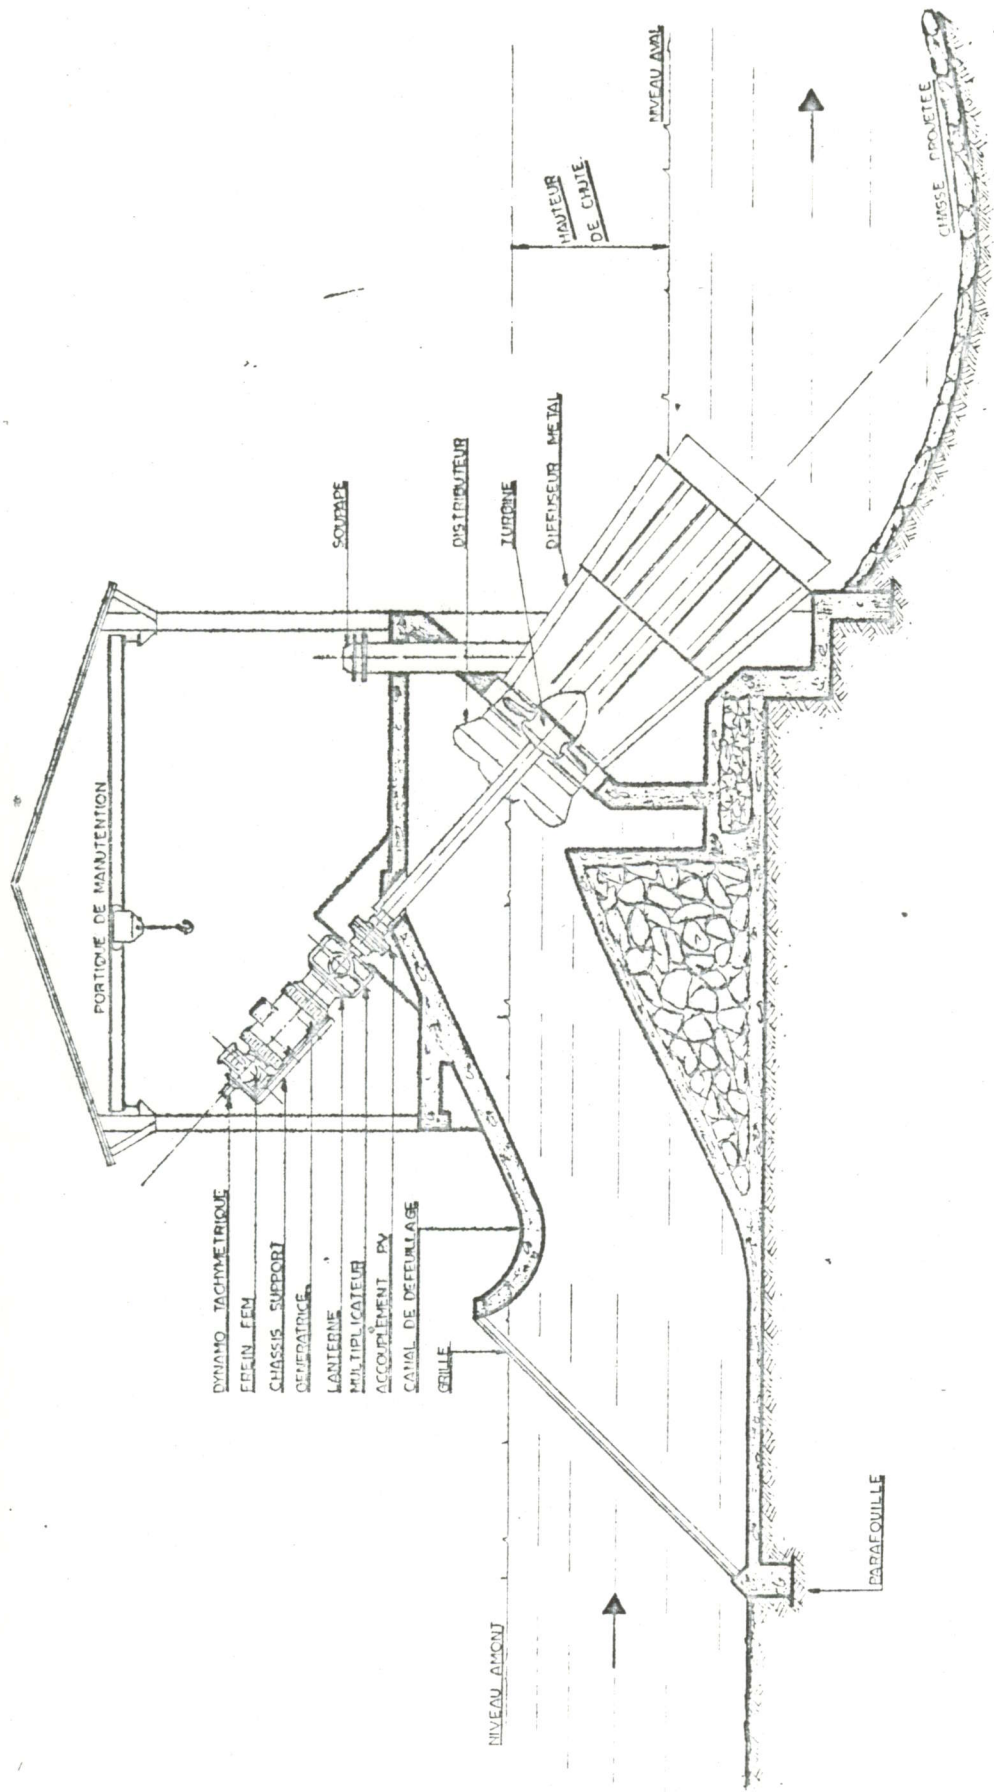 PORTIQUE DE MANUTENTION
DYNAMO TACHYMETRIQUE
FREIN FEM
CHASSIS SUPPORT
GENERATRICE
LANTERNE
MULTIPLICATEUR
ACCOUPLEMENT PV
CANAL DE DEFEUILLAGE
GRILLE
NIVEAU AMONT
PARAFOUILLE
SOUPAPE
DISTRIBUTEUR
TURBINE
DIFFUSEUR METAL
HAUTEUR
DE CHUTE.
NIVEAU AVAL
CHASSE PROJETEE